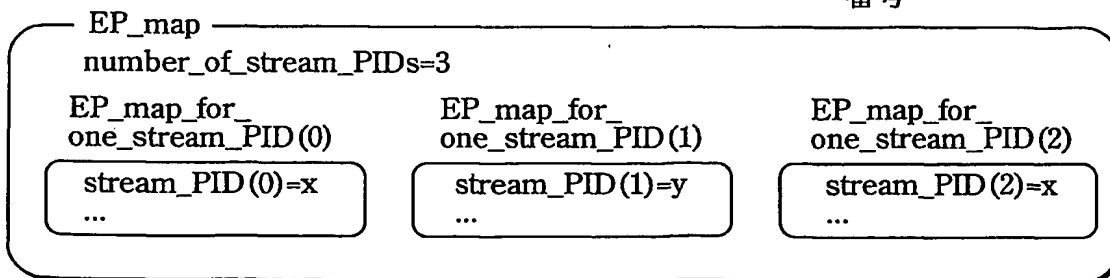 EP_map
number_of_stream_PIDs=3
EP_map_for_
one_stream_PID(0)
stream_PID(0)=x
...
EP_map_for_
one_stream_PID(1)
stream_PID(1)=y
...
EP_map_for_
one_stream_PID(2)
stream_PID(2)=x
...